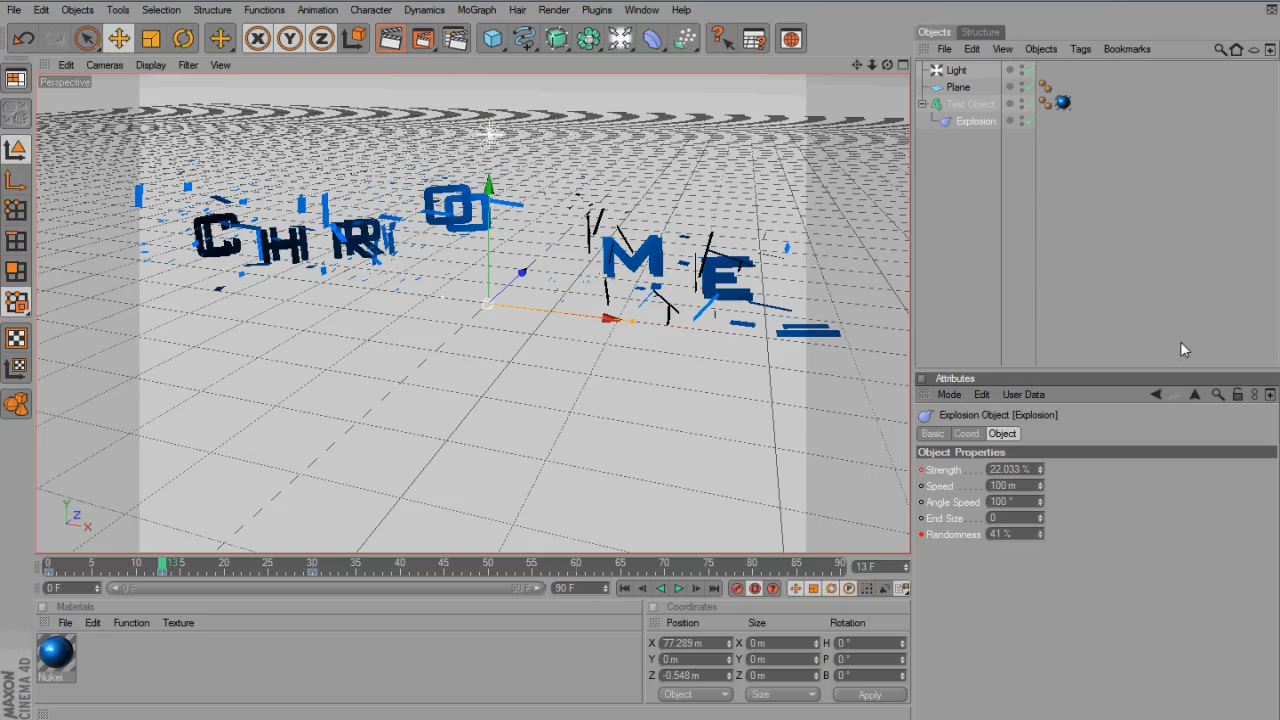 File Edit Objects Tools Selection Structure Functions Animation Character Dynamics MoGraph Hair Render Plugins Window Help
Objects Structure
File Edit View Objects Tags Bookmarks
Edit Cameras Display Filter View
Perspective
Light
Plane
Text Object
Explosion
C H R O M E
Y Z X
Attributes
Mode Edit User Data
Explosion Object [Explosion]
Basic Coord. Object
Object Properties
Strength 22.033 %
Speed 100 m
Angle Speed 100 °
End Size 0
Randomness 41 %
0 5 10 13.5 20 25 30 35 40 45 50 55 60 65 70 75 80 85 90 13 F
0 F 0 F 90 F 90 F
Materials
File Edit Function Texture
Nukei
Coordinates
Position Size Rotation
X 77.289 m X 0 m H 0 °
Y 0 m Y 0 m P 0 °
Z -0.548 m Z 0 m B 0 °
Object Size Apply
MAXON
CINEMA 4D